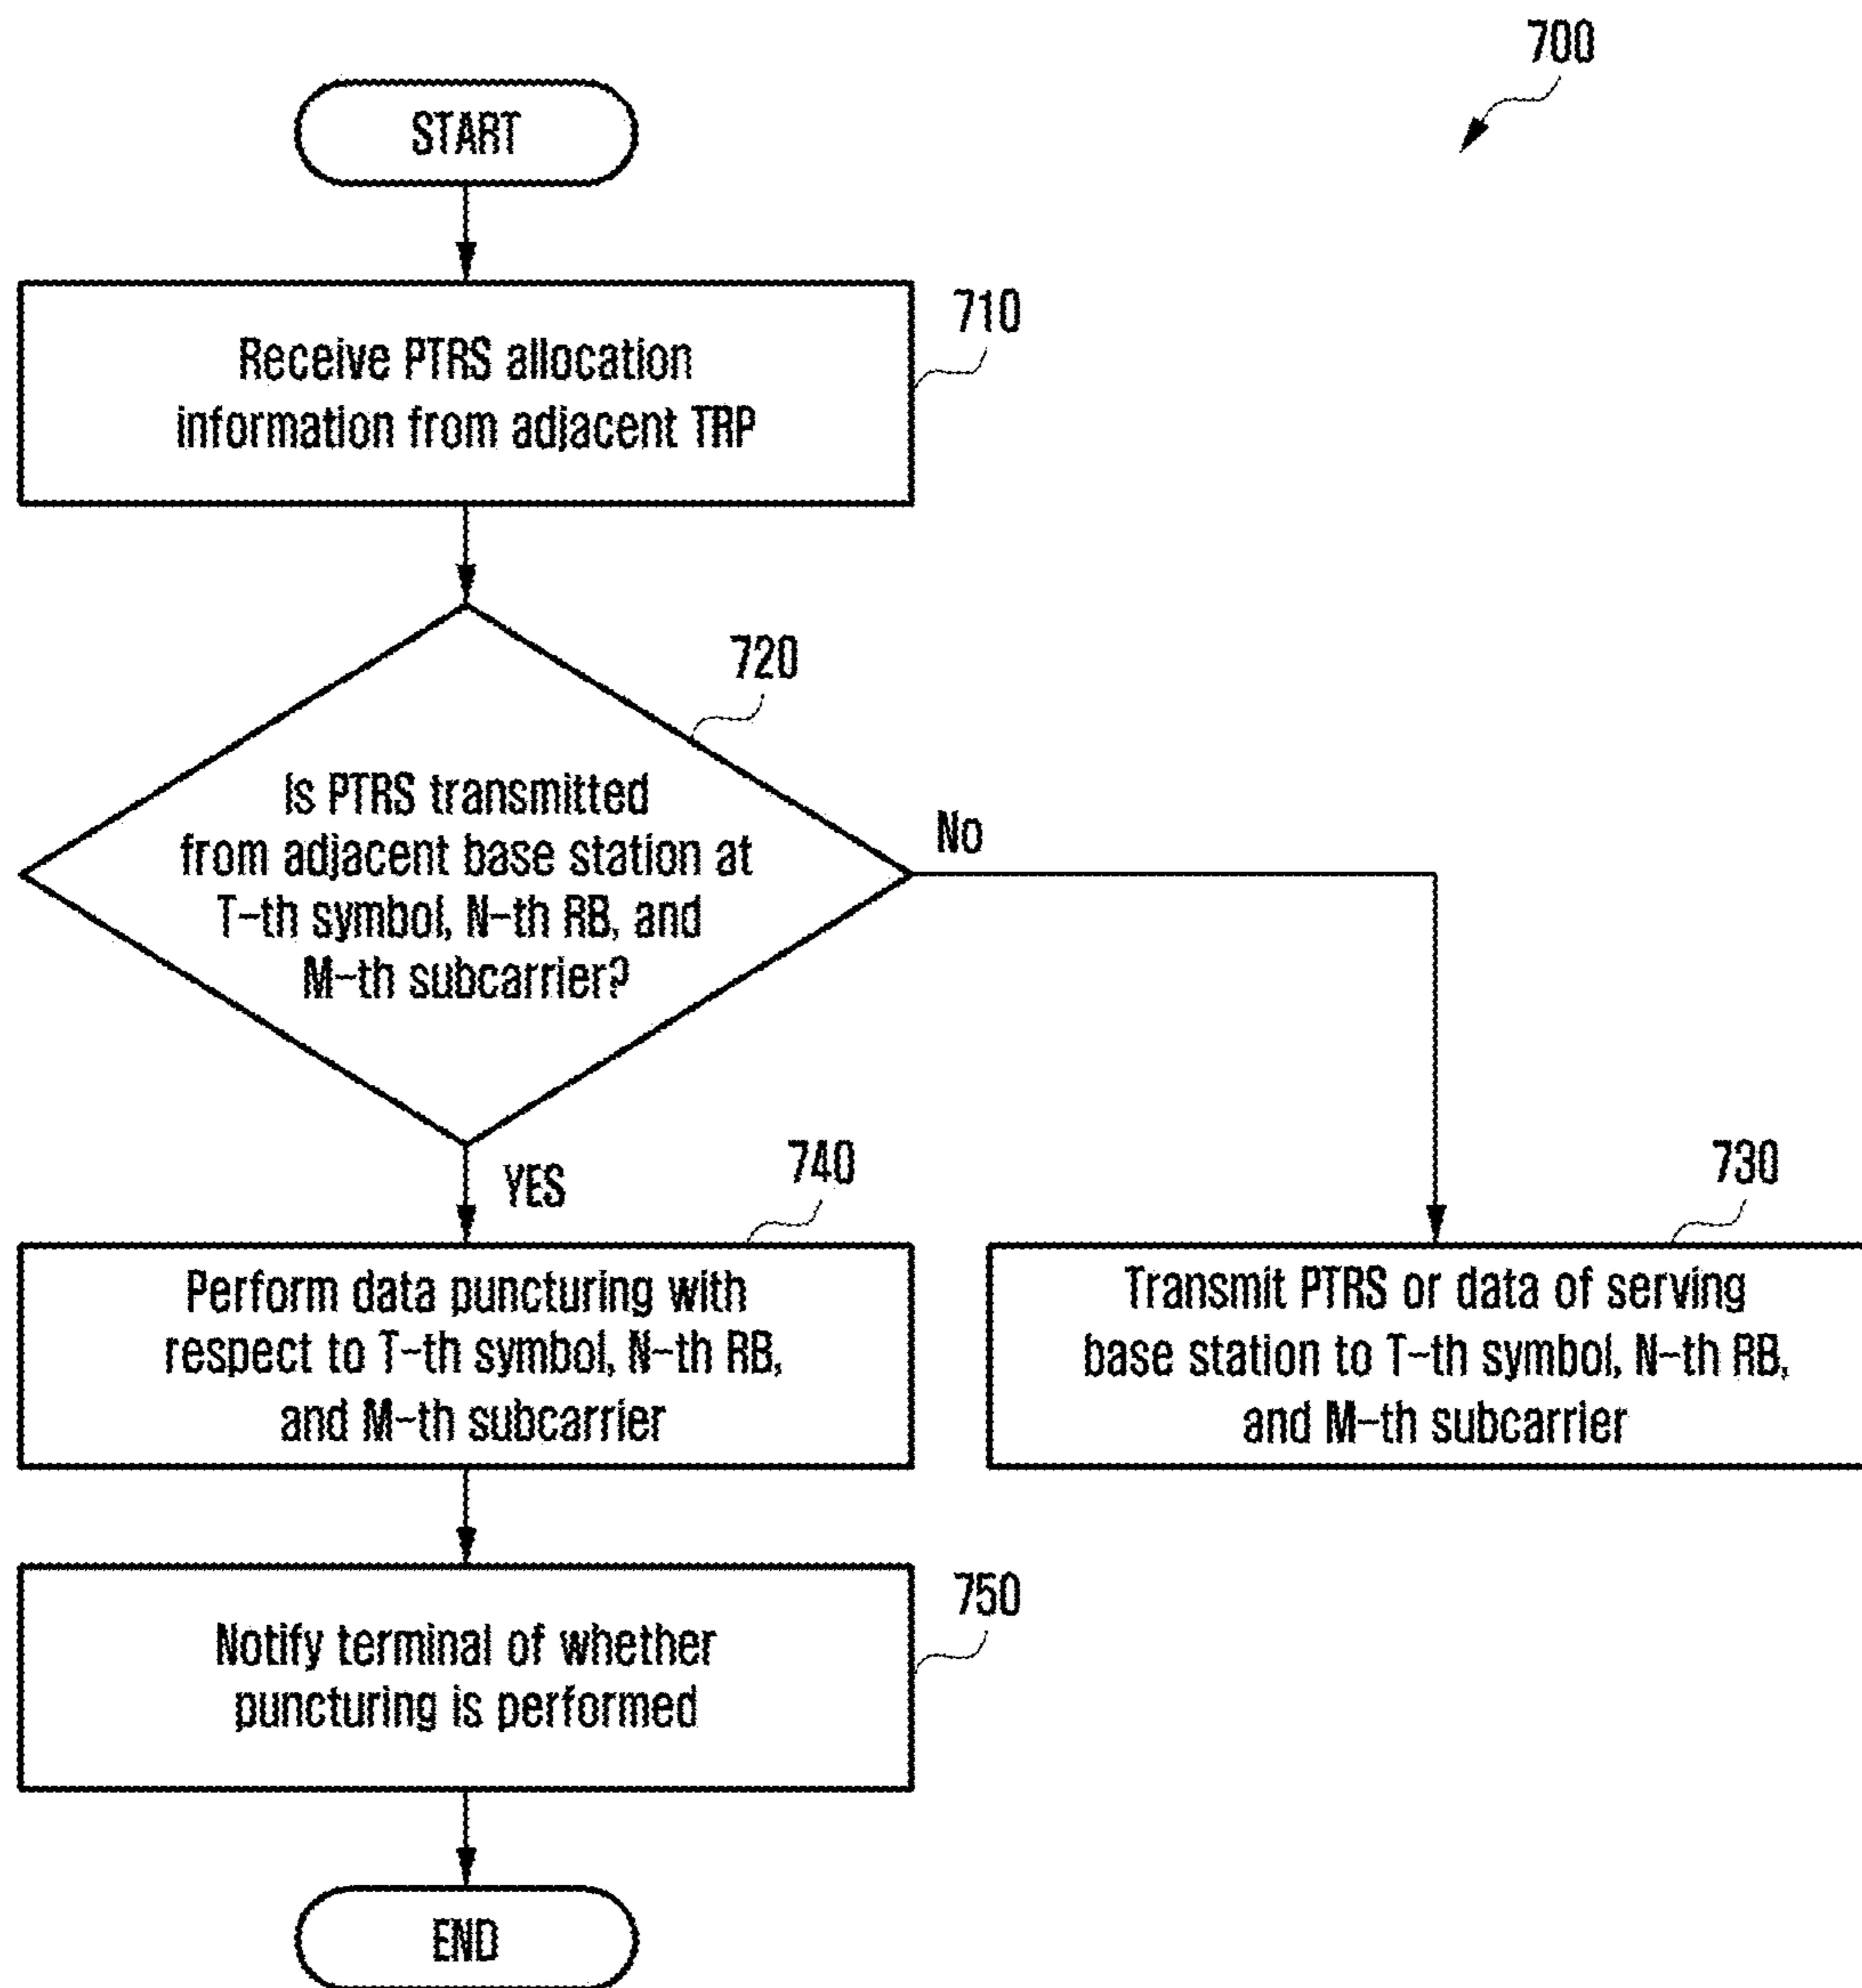 700
START
710
Receive PTRS allocation
information from adjacent TRP
720
Is PTRS transmitted
from adjacent base station at
T-th symbol, N-th RB, and
M-th subcarrier?
No
YES
740
Perform data puncturing with
respect to T-th symbol, N-th RB,
and M-th subcarrier
730
Transmit PTRS or data of serving
base station to T-th symbol, N-th RB,
and M-th subcarrier
750
Notify terminal of whether
puncturing is performed
END